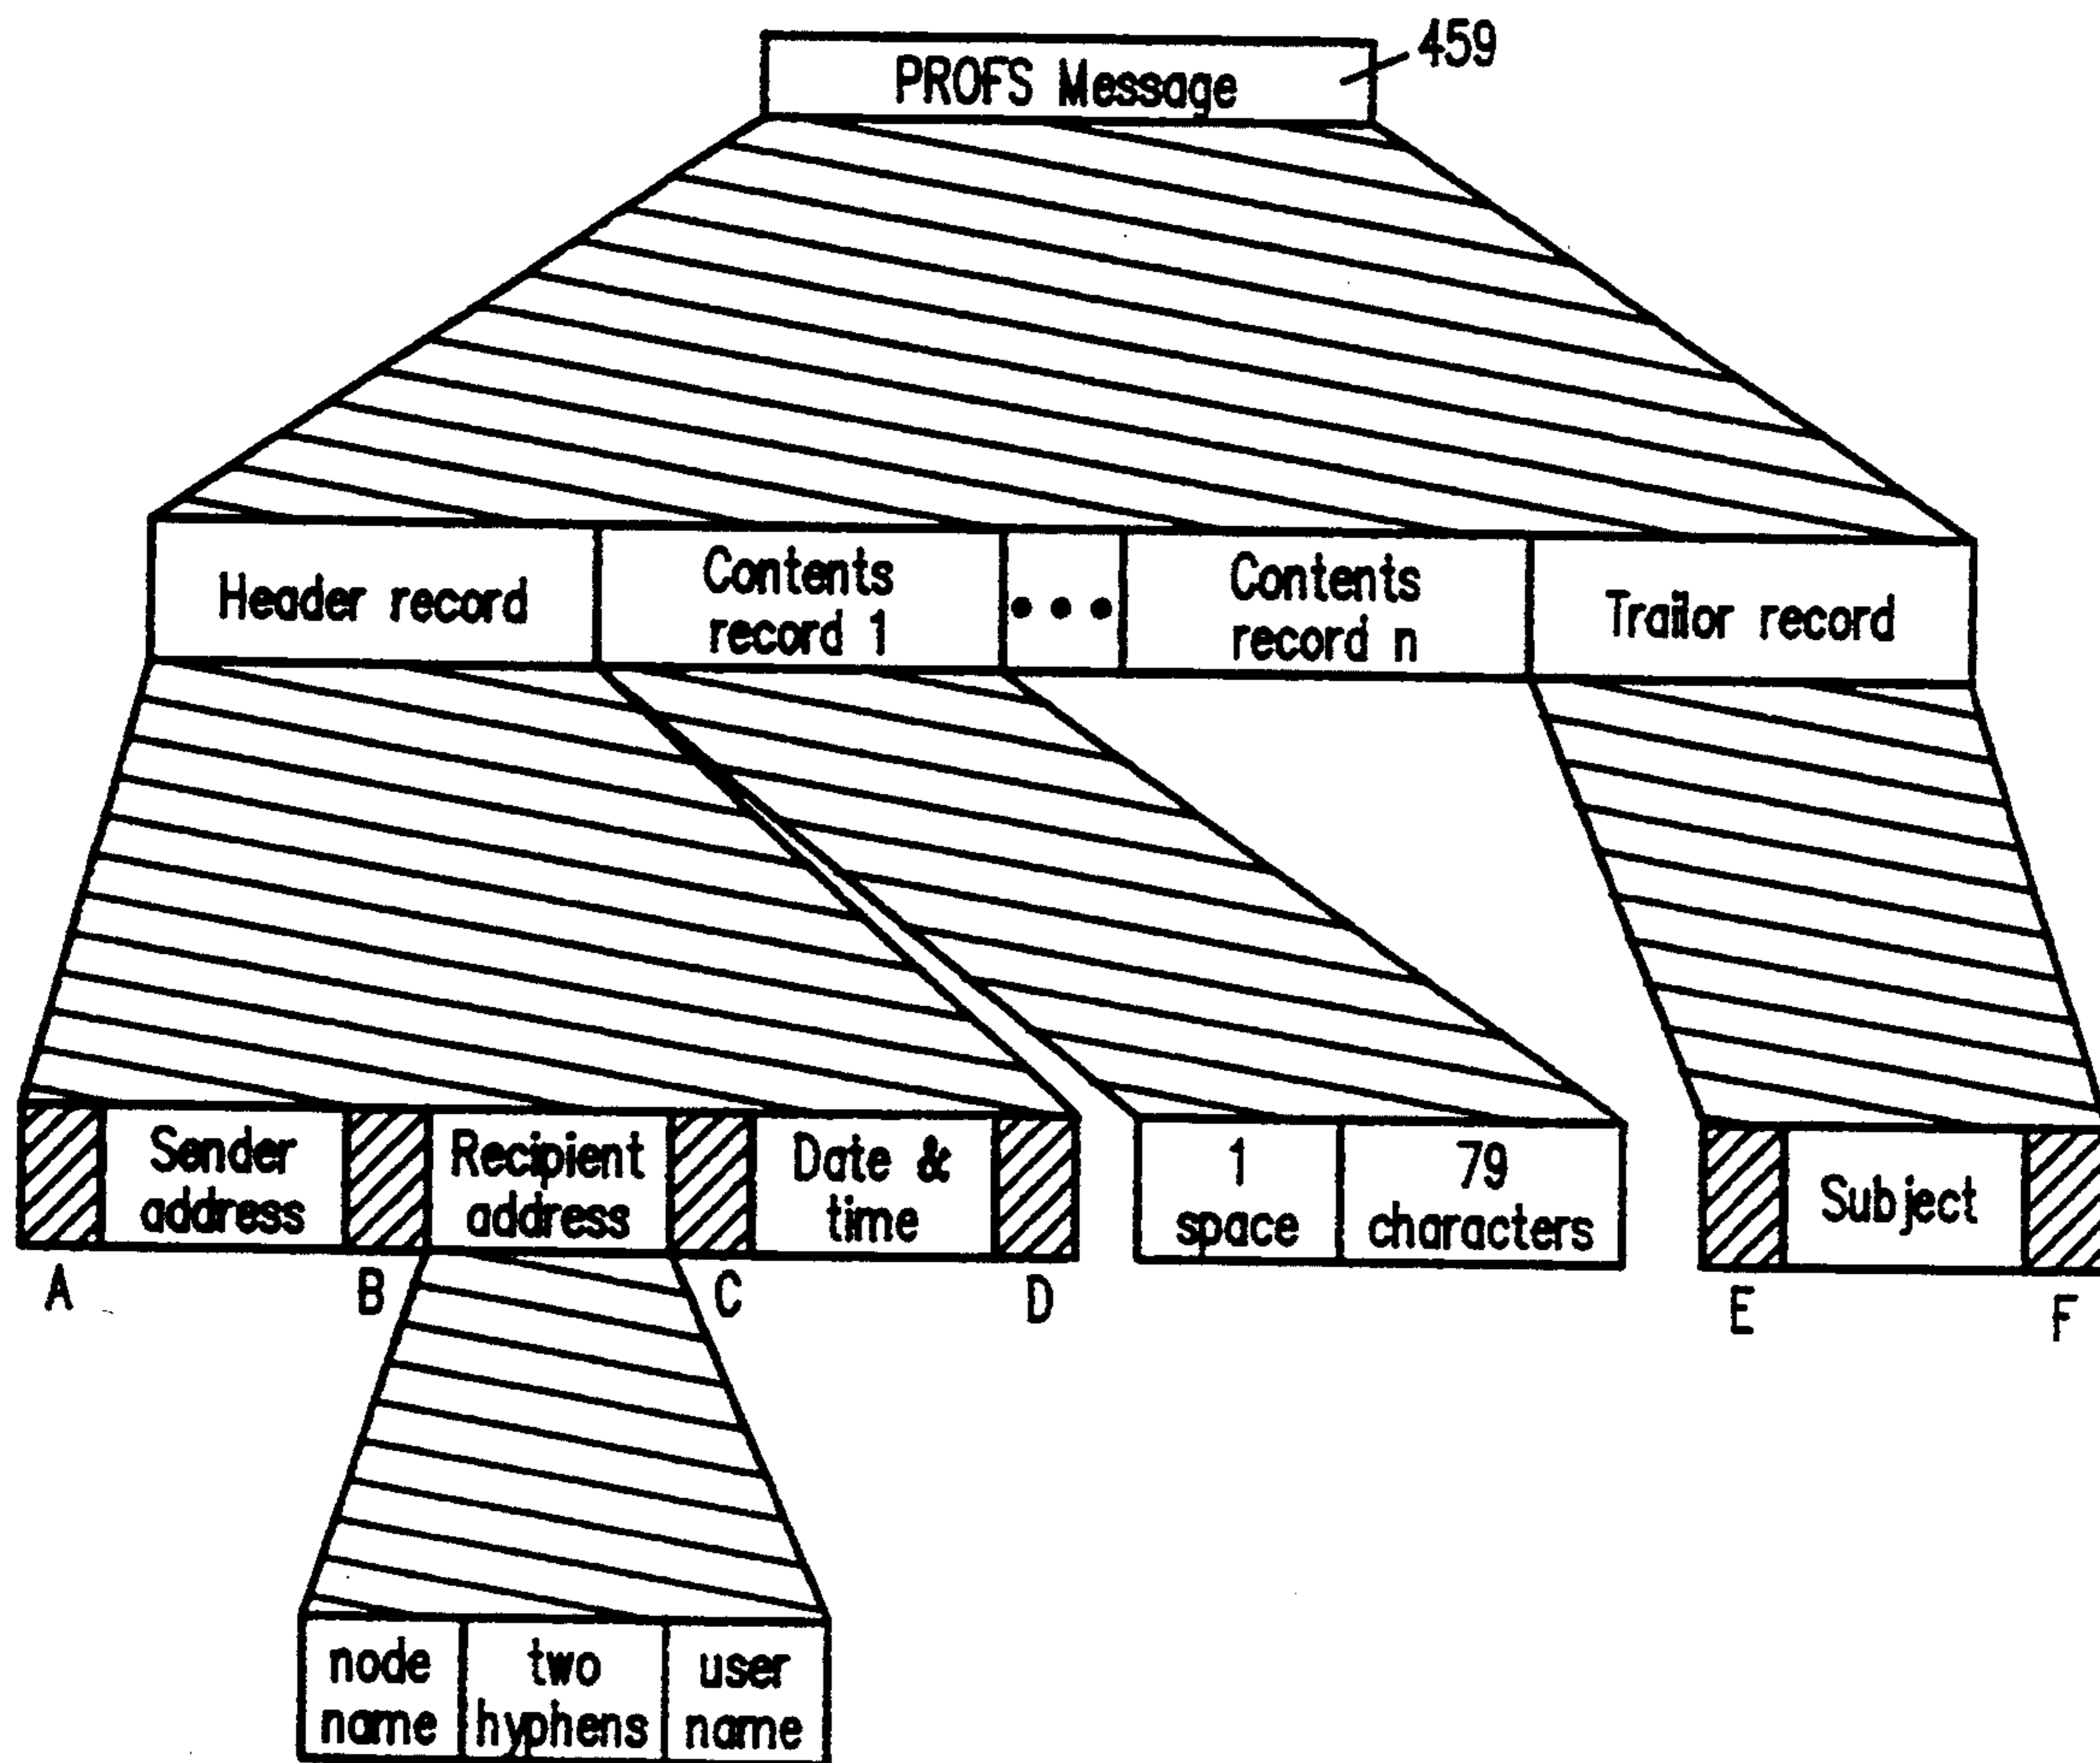 459
PROFS Message
Header record
Contents
record 1
Contents
record n
Trailor record
Sender
address
Recipient
address
Date &
time
1
space
79
characters
Subject
A
B
C
D
E
F
node
name
two
hyphens
user
name